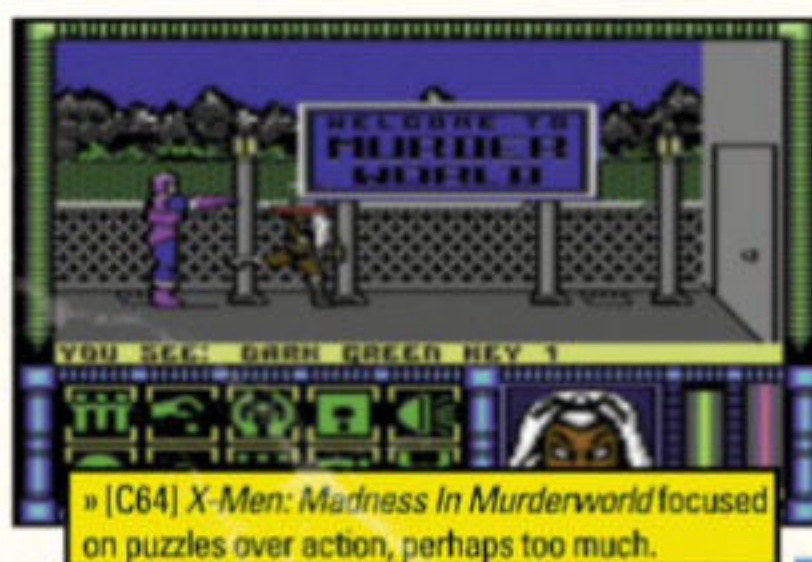 WELCOME TO
MURDER
WORLD
YOU SEE: DARK GREEN KEY 1
» [C64] X-Men: Madness In Murderworld focused
on puzzles over action, perhaps too much.